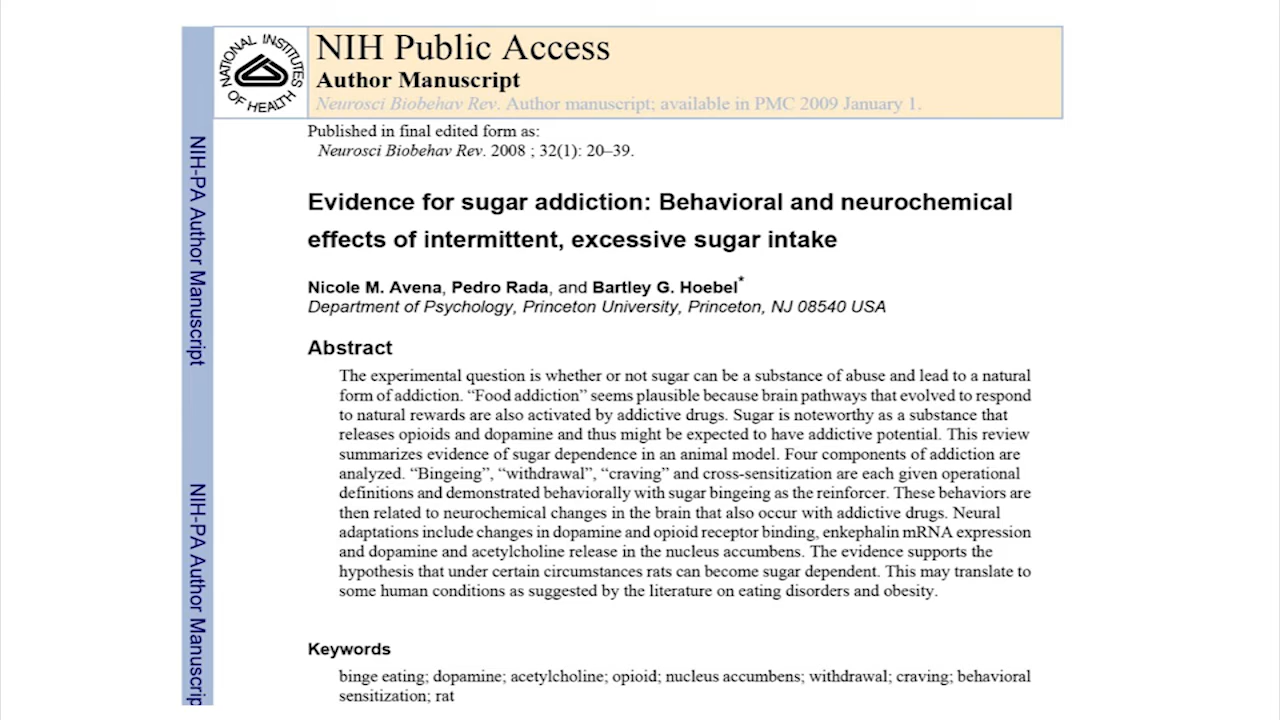 NATIONAL INSTITUTES OF HEALTH
NIH Public Access
Author Manuscript
Neurosci Biobehav Rev. Author manuscript; available in PMC 2009 January 1.
Published in final edited form as:
Neurosci Biobehav Rev. 2008 ; 32(1): 20–39.
Evidence for sugar addiction: Behavioral and neurochemical
effects of intermittent, excessive sugar intake
Nicole M. Avena, Pedro Rada, and Bartley G. Hoebel*
Department of Psychology, Princeton University, Princeton, NJ 08540 USA
Abstract
The experimental question is whether or not sugar can be a substance of abuse and lead to a natural
form of addiction. “Food addiction” seems plausible because brain pathways that evolved to respond
to natural rewards are also activated by addictive drugs. Sugar is noteworthy as a substance that
releases opioids and dopamine and thus might be expected to have addictive potential. This review
summarizes evidence of sugar dependence in an animal model. Four components of addiction are
analyzed. “Bingeing”, “withdrawal”, “craving” and cross-sensitization are each given operational
definitions and demonstrated behaviorally with sugar bingeing as the reinforcer. These behaviors are
then related to neurochemical changes in the brain that also occur with addictive drugs. Neural
adaptations include changes in dopamine and opioid receptor binding, enkephalin mRNA expression
and dopamine and acetylcholine release in the nucleus accumbens. The evidence supports the
hypothesis that under certain circumstances rats can become sugar dependent. This may translate to
some human conditions as suggested by the literature on eating disorders and obesity.
Keywords
binge eating; dopamine; acetylcholine; opioid; nucleus accumbens; withdrawal; craving; behavioral
sensitization; rat
NIH-PA Author Manuscript
NIH-PA Author Manuscrip